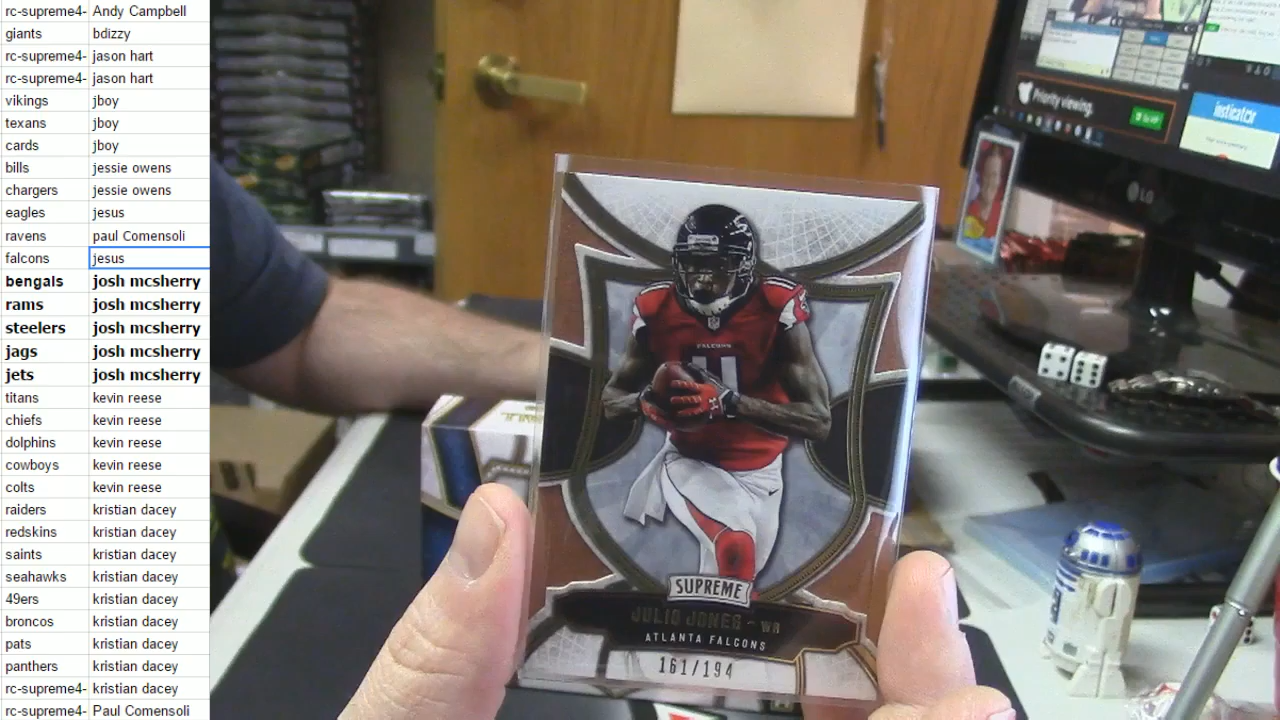 rc-supreme4- Andy Campbell
giants bdizzy
rc-supreme4- jason hart
rc-supreme4- jason hart
vikings jboy
texans jboy
cards jboy
bills jessie owens
chargers jessie owens
eagles jesus
ravens paul Comensoli
falcons jesus
bengals josh mcsherry
rams josh mcsherry
steelers josh mcsherry
jags josh mcsherry
jets josh mcsherry
titans kevin reese
chiefs kevin reese
dolphins kevin reese
cowboys kevin reese
colts kevin reese
raiders kristian dacey
redskins kristian dacey
saints kristian dacey
seahawks kristian dacey
49ers kristian dacey
broncos kristian dacey
pats kristian dacey
panthers kristian dacey
rc-supreme4- kristian dacey
rc-supreme4- Paul Comensoli
Priority viewing.
insticator
LG
FALCONS
11
SUPREME
JULIO JONES - WR
ATLANTA FALCONS
161/194